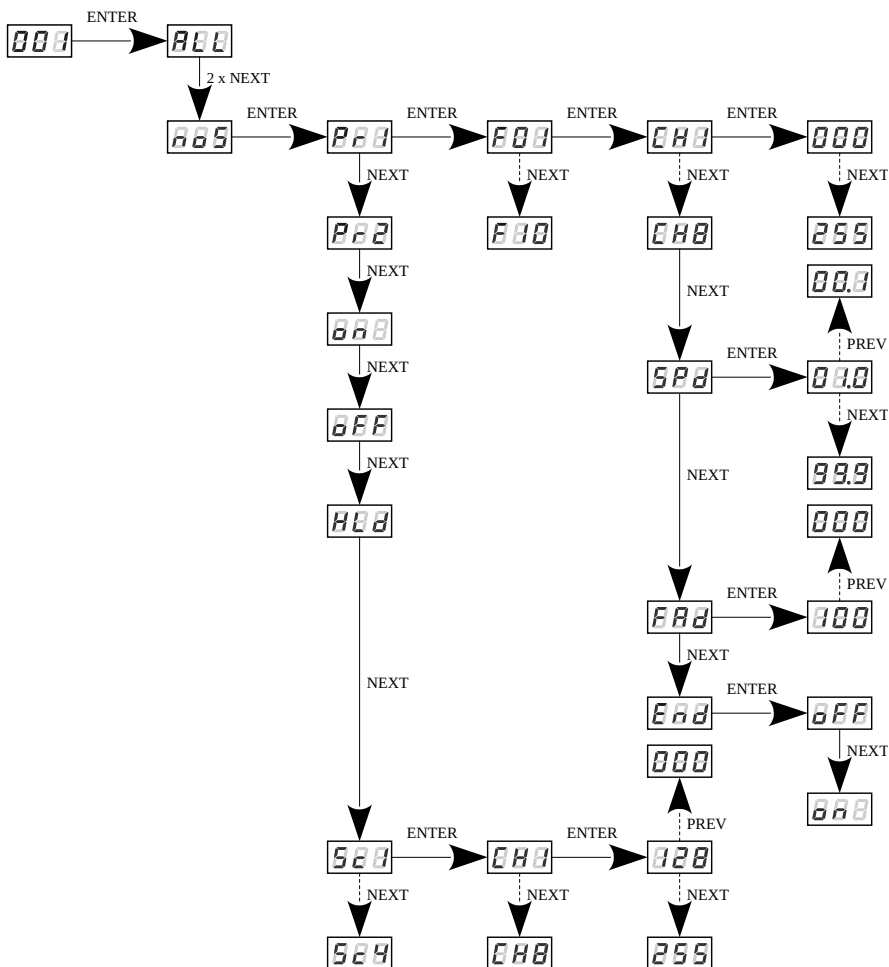 ENTER
001 ALL
2 x NEXT
ENTER ENTER ENTER ENTER
noS Pr1 F01 CH1 000
NEXT NEXT NEXT NEXT
Pr2 F10 CH8 255
NEXT
00.1
NEXT
on
PREV
ENTER
SPd 01.0
NEXT
NEXT
oFF
NEXT
NEXT
99.9
HLd
000
PREV
ENTER
FAd 100
NEXT
NEXT
ENTER
End oFF
NEXT
000
on
PREV
ENTER ENTER
Sc1 CH1 128
NEXT NEXT NEXT
Sc4 CH8 255